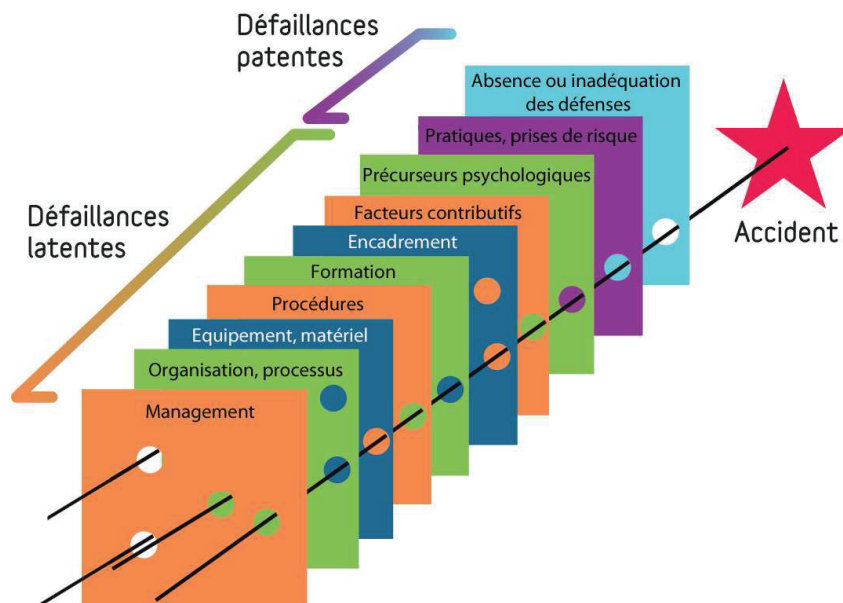 Défaillances
patentes
Absence ou inadéquation
des défenses
Pratiques, prises de risque
Précurseurs psychologiques
Facteurs contributifs
Encadrement
Formation
Procédures
Equipement, matériel
Organisation, processus
Management
Défaillances
latentes
Accident